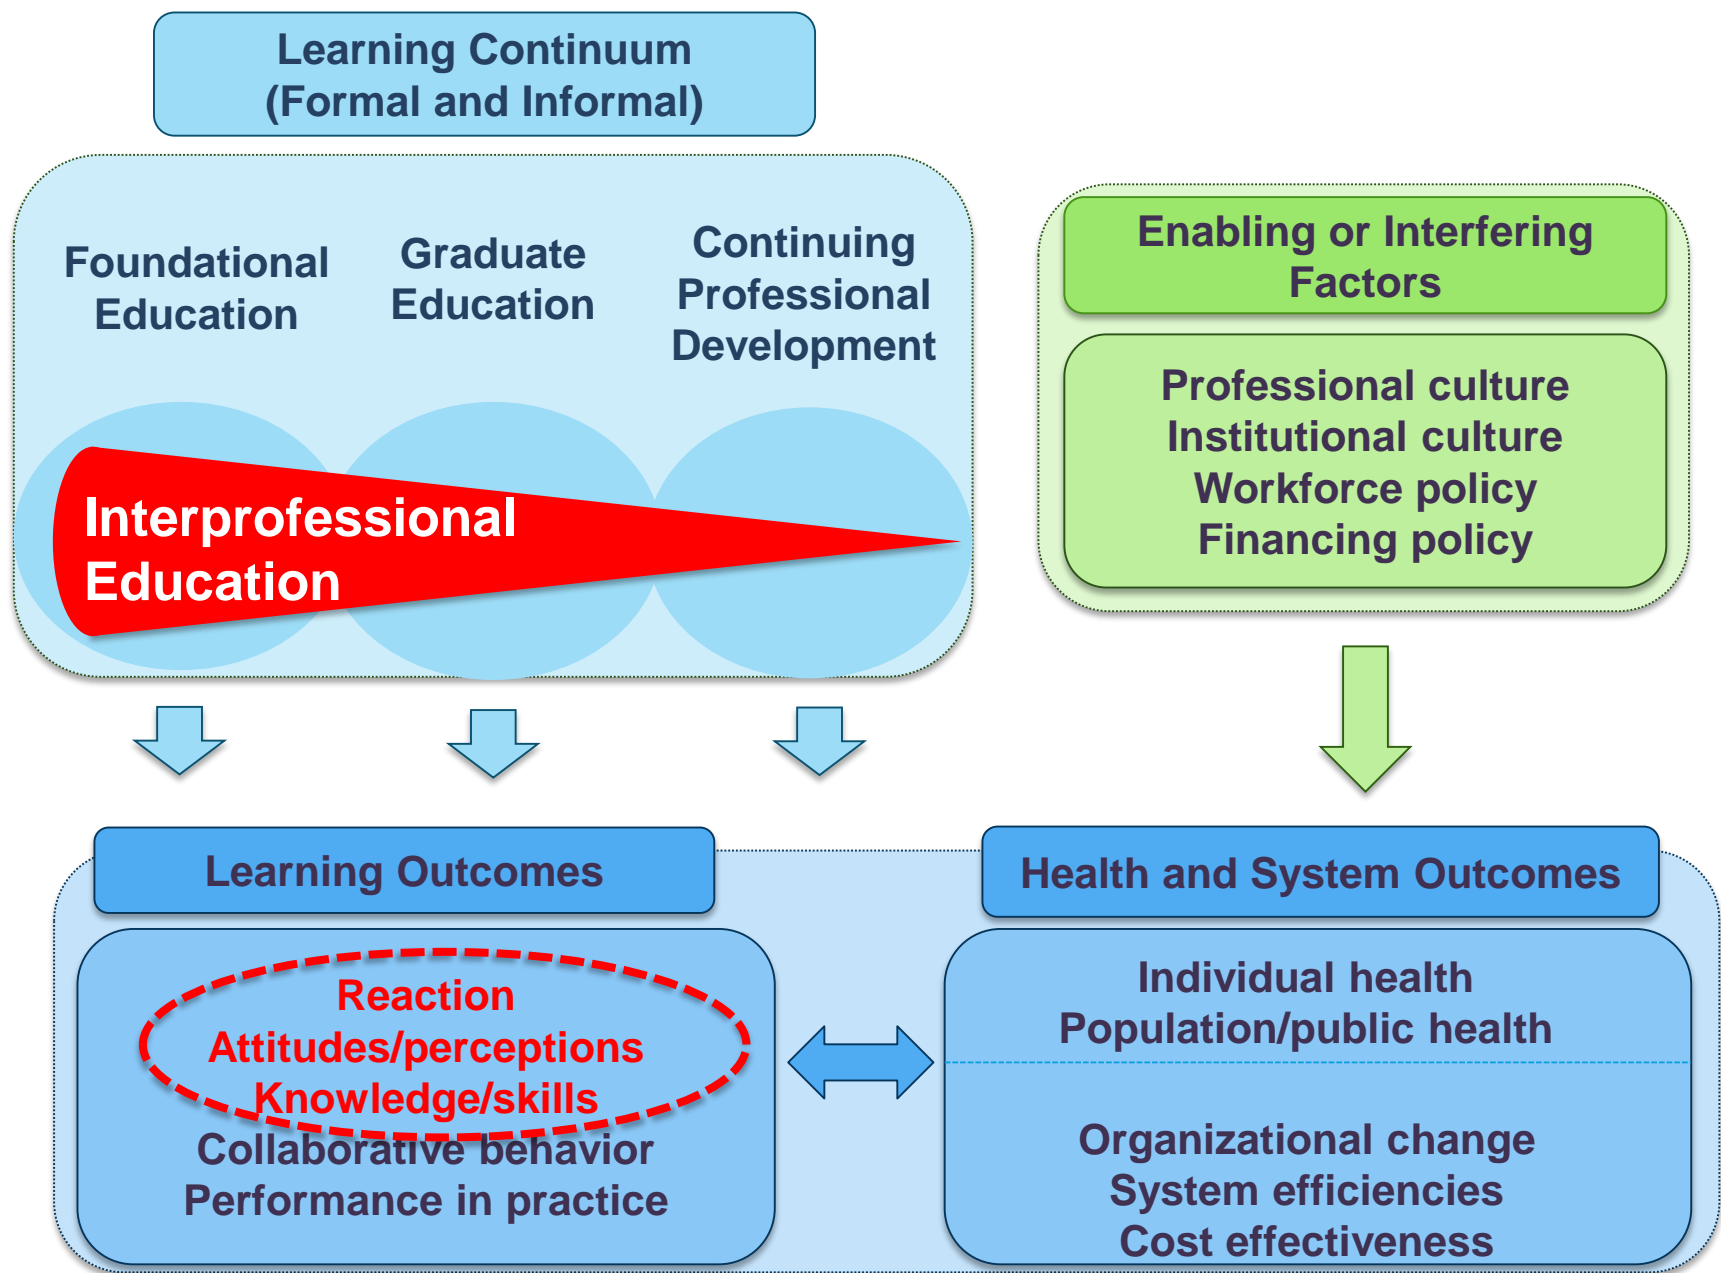 Learning Continuum
(Formal and Informal)
Foundational
Education
Graduate
Education
Continuing
Professional
Development
Interprofessional
Education
Enabling or Interfering
Factors
Professional culture
Institutional culture
Workforce policy
Financing policy
Learning Outcomes
Reaction
Attitudes/perceptions
Knowledge/skills
Collaborative behavior
Performance in practice
Health and System Outcomes
Individual health
Population/public health
Organizational change
System efficiencies
Cost effectiveness